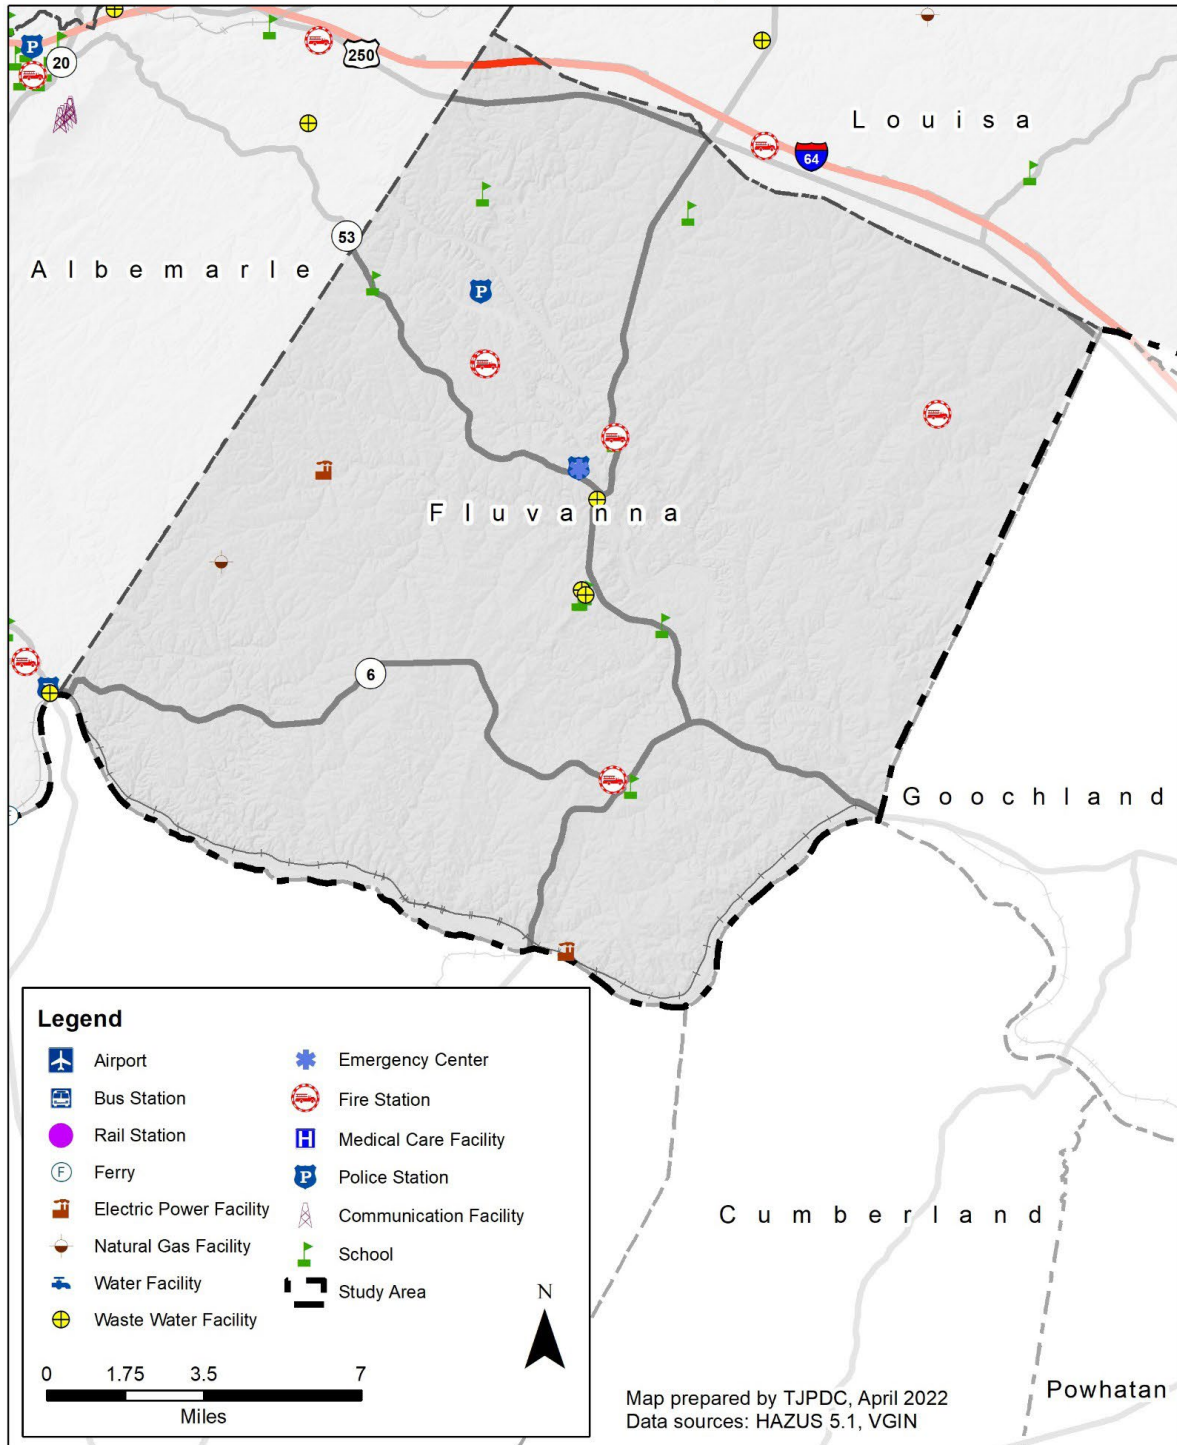 P
20
250
Louisa
64
53
Albemarle
P
Fluvanna
6
Goochland
F
Legend
Airport
Bus Station
Rail Station
F Ferry
Electric Power Facility
Natural Gas Facility
Water Facility
Waste Water Facility
Emergency Center
Fire Station
H Medical Care Facility
P Police Station
Communication Facility
School
Study Area
N
0 1.75 3.5 7
Miles
Cumberland
Powhatan
Map prepared by TJPDC, April 2022
Data sources: HAZUS 5.1, VGIN